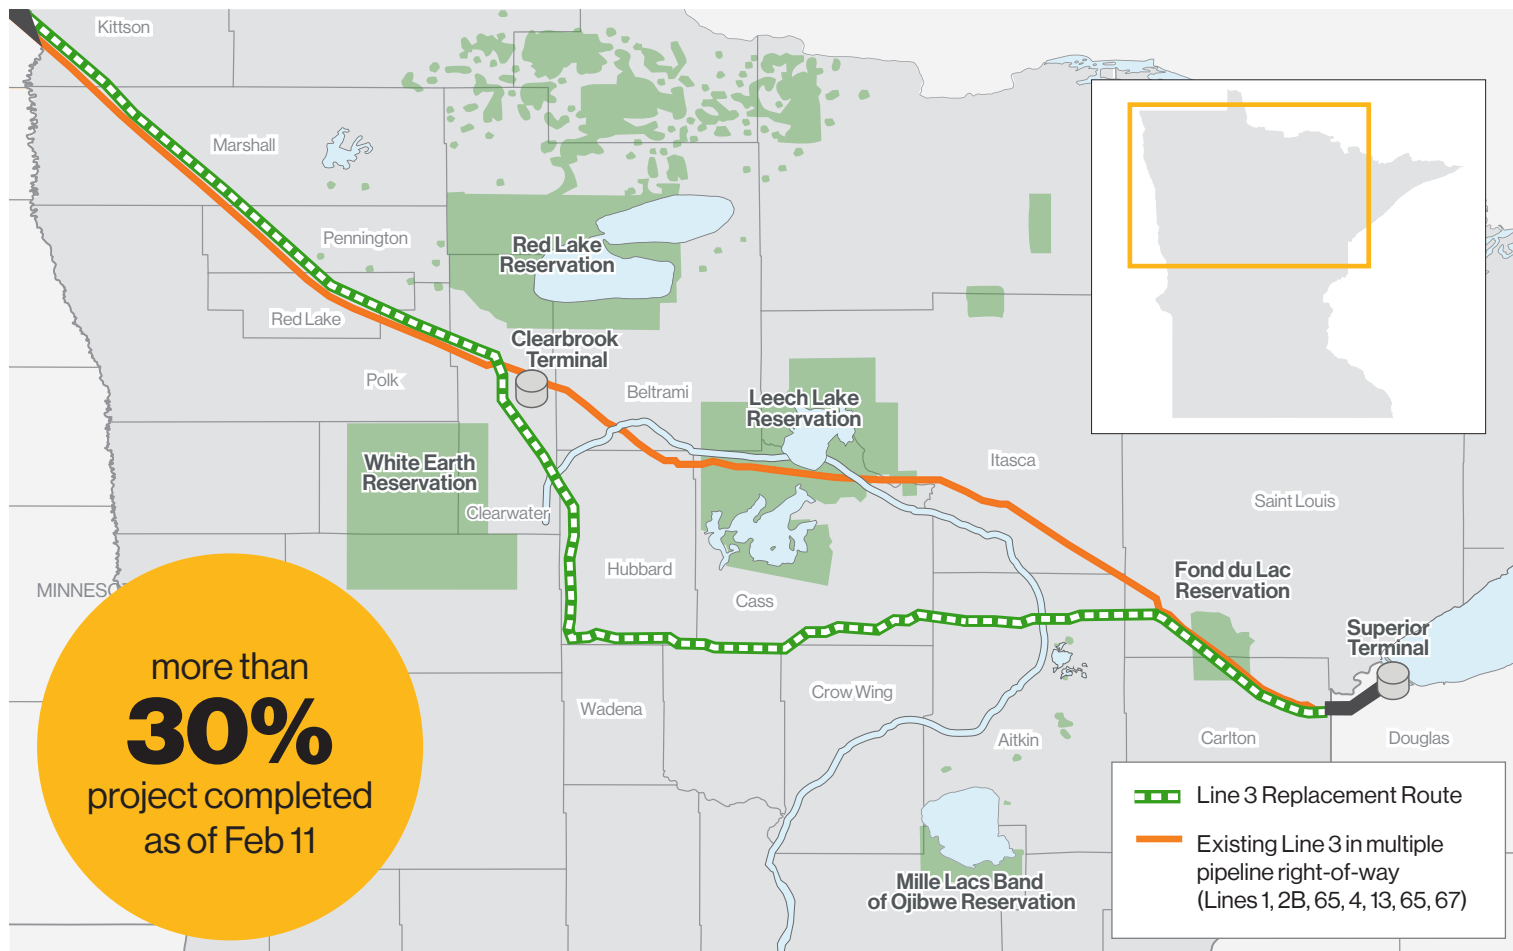 Kittson
Marshall
Pennington
Red Lake
Reservation
Red Lake
Clearbrook
Terminal
Polk
Beltrami
Leech Lake
Reservation
White Earth
Reservation
Itasca
Saint Louis
Clearwater
Hubbard
Fond du Lac
Reservation
MINNESO
Cass
Superior
Terminal
Crow Wing
Wadena
Aitkin
Carlton
Douglas
more than
30%
project completed
as of Feb 11
Mille Lacs Band
of Ojibwe Reservation
Line 3 Replacement Route
Existing Line 3 in multiple
pipeline right-of-way
(Lines 1, 2B, 65, 4, 13, 65, 67)